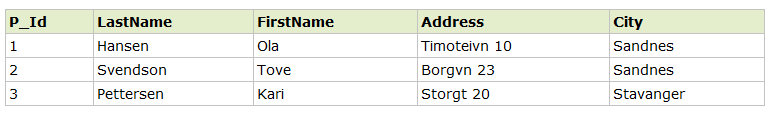 P_Id LastName FirstName Address City
1 Hansen Ola Timoteivn 10 Sandnes
2 Svendson Tove Borgvn 23 Sandnes
3 Pettersen Kari Storgt 20 Stavanger